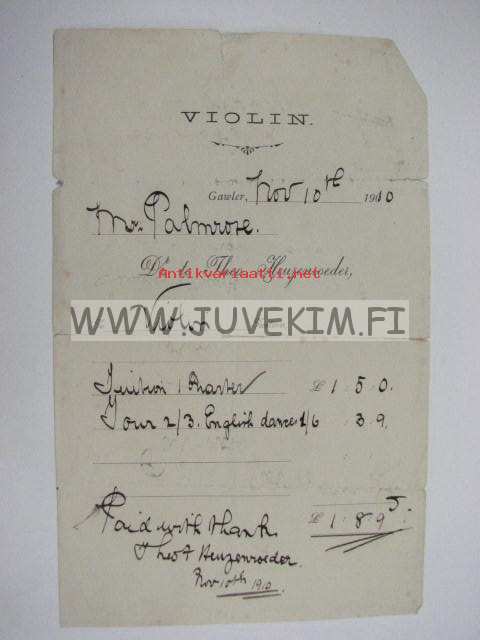 VIOLIN.
Gawler, Nov 10th 1910
Mr. Palmrose.
Dr. to Theo. Heuzenroeder,
Antikvariaatti.net
WWW.JUVEKIM.FI
Violin
Tuition 1 Quarter £ 1 : 5 : 0.
2/3. English dance 1/6 3 . 9.
Paid with thanks £ 1 : 8 : 9
Theo Heuzenroeder.
Nov 10th 1910